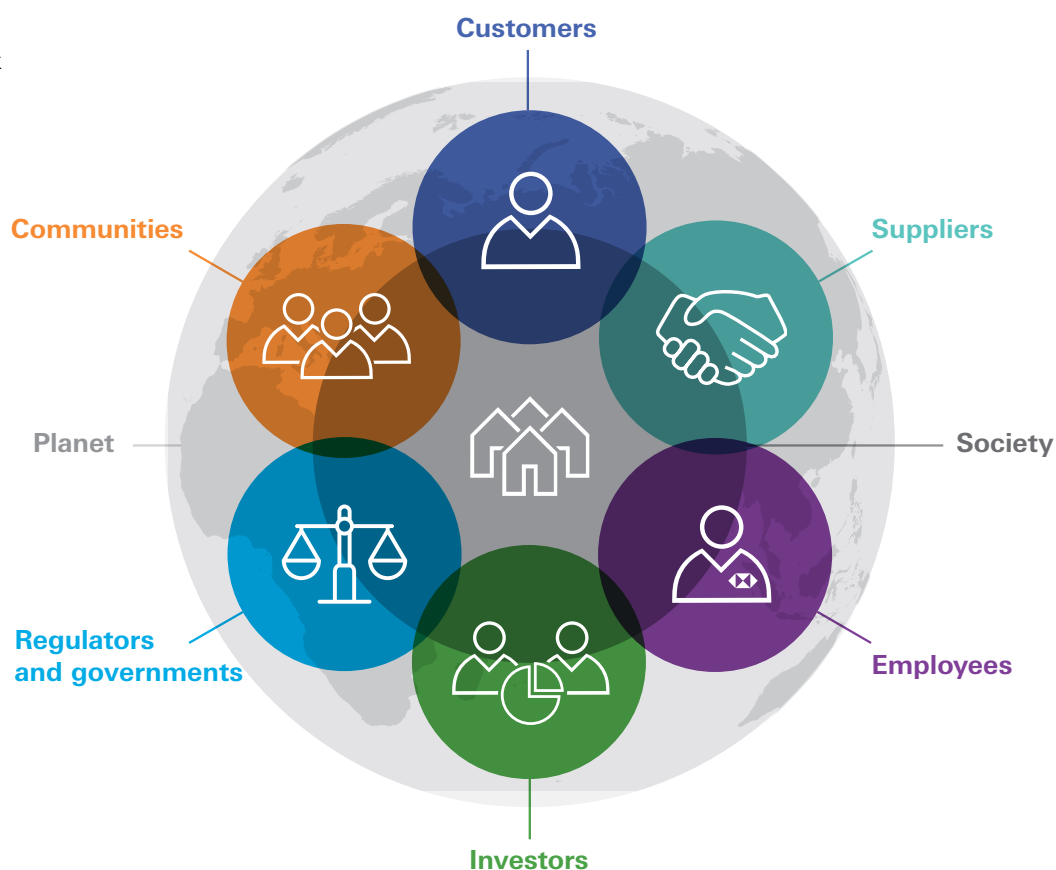 Customers
Communities
Suppliers
Planet
Society
Regulators
and governments
Employees
Investors